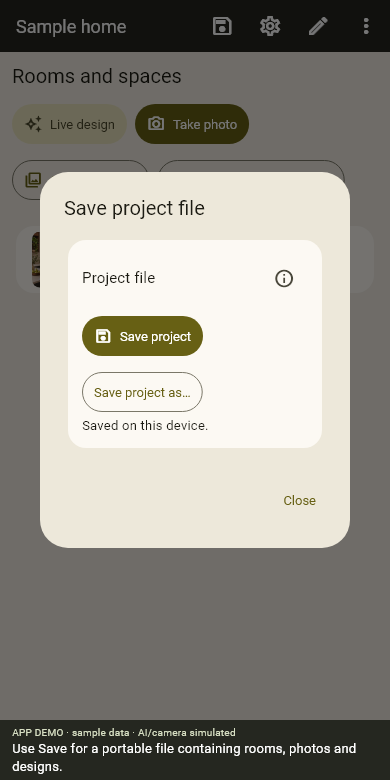 Sample home
Rooms and spaces
Live design
Take photo
Save project file
Project file
Save project
Save project as...
Saved on this device.
Close
APP DEMO · sample data · AI/camera simulated
Use Save for a portable file containing rooms, photos and
designs.